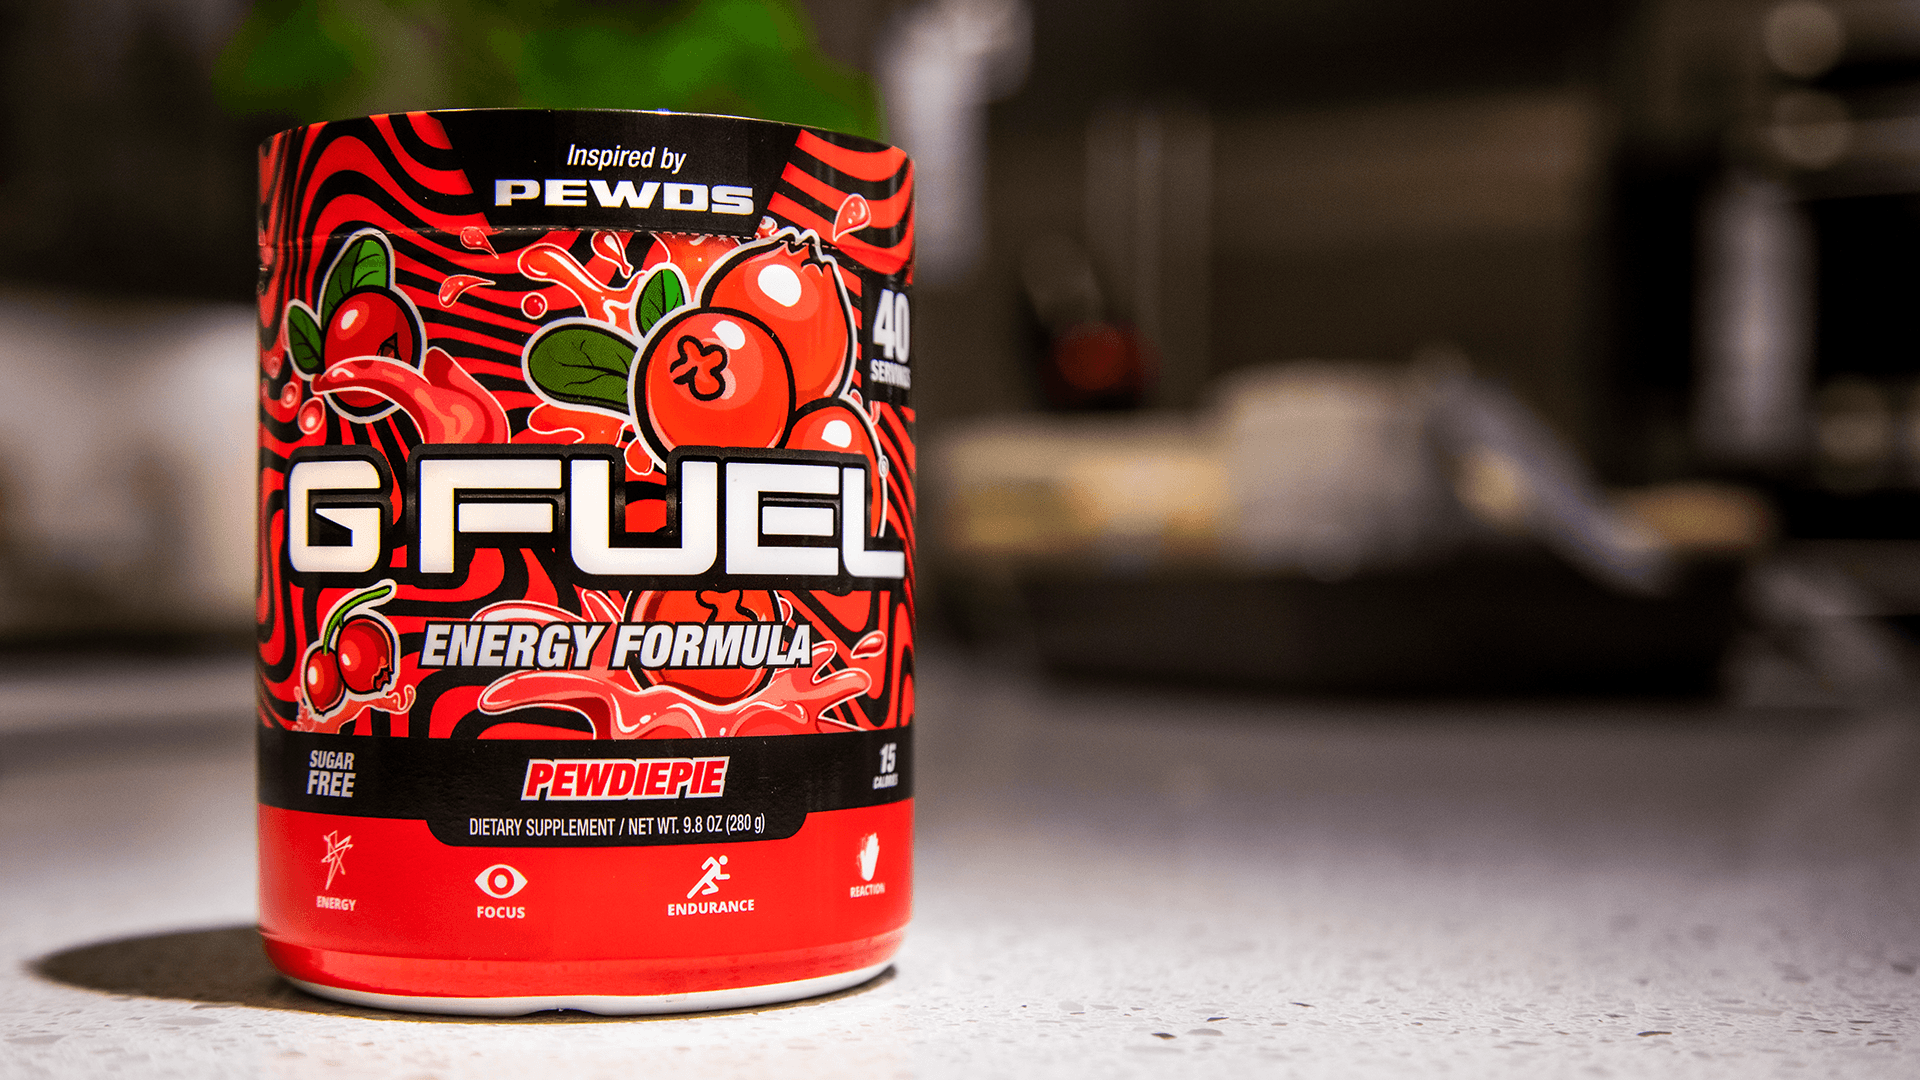 Inspired by
PEWDS
40
SERVINGS
G FUEL
ENERGY FORMULA
SUGAR
FREE
PEWDIEPIE
15
CALORIES
DIETARY SUPPLEMENT / NET WT. 9.8 OZ (280 g)
ENERGY
FOCUS
ENDURANCE
REACTION